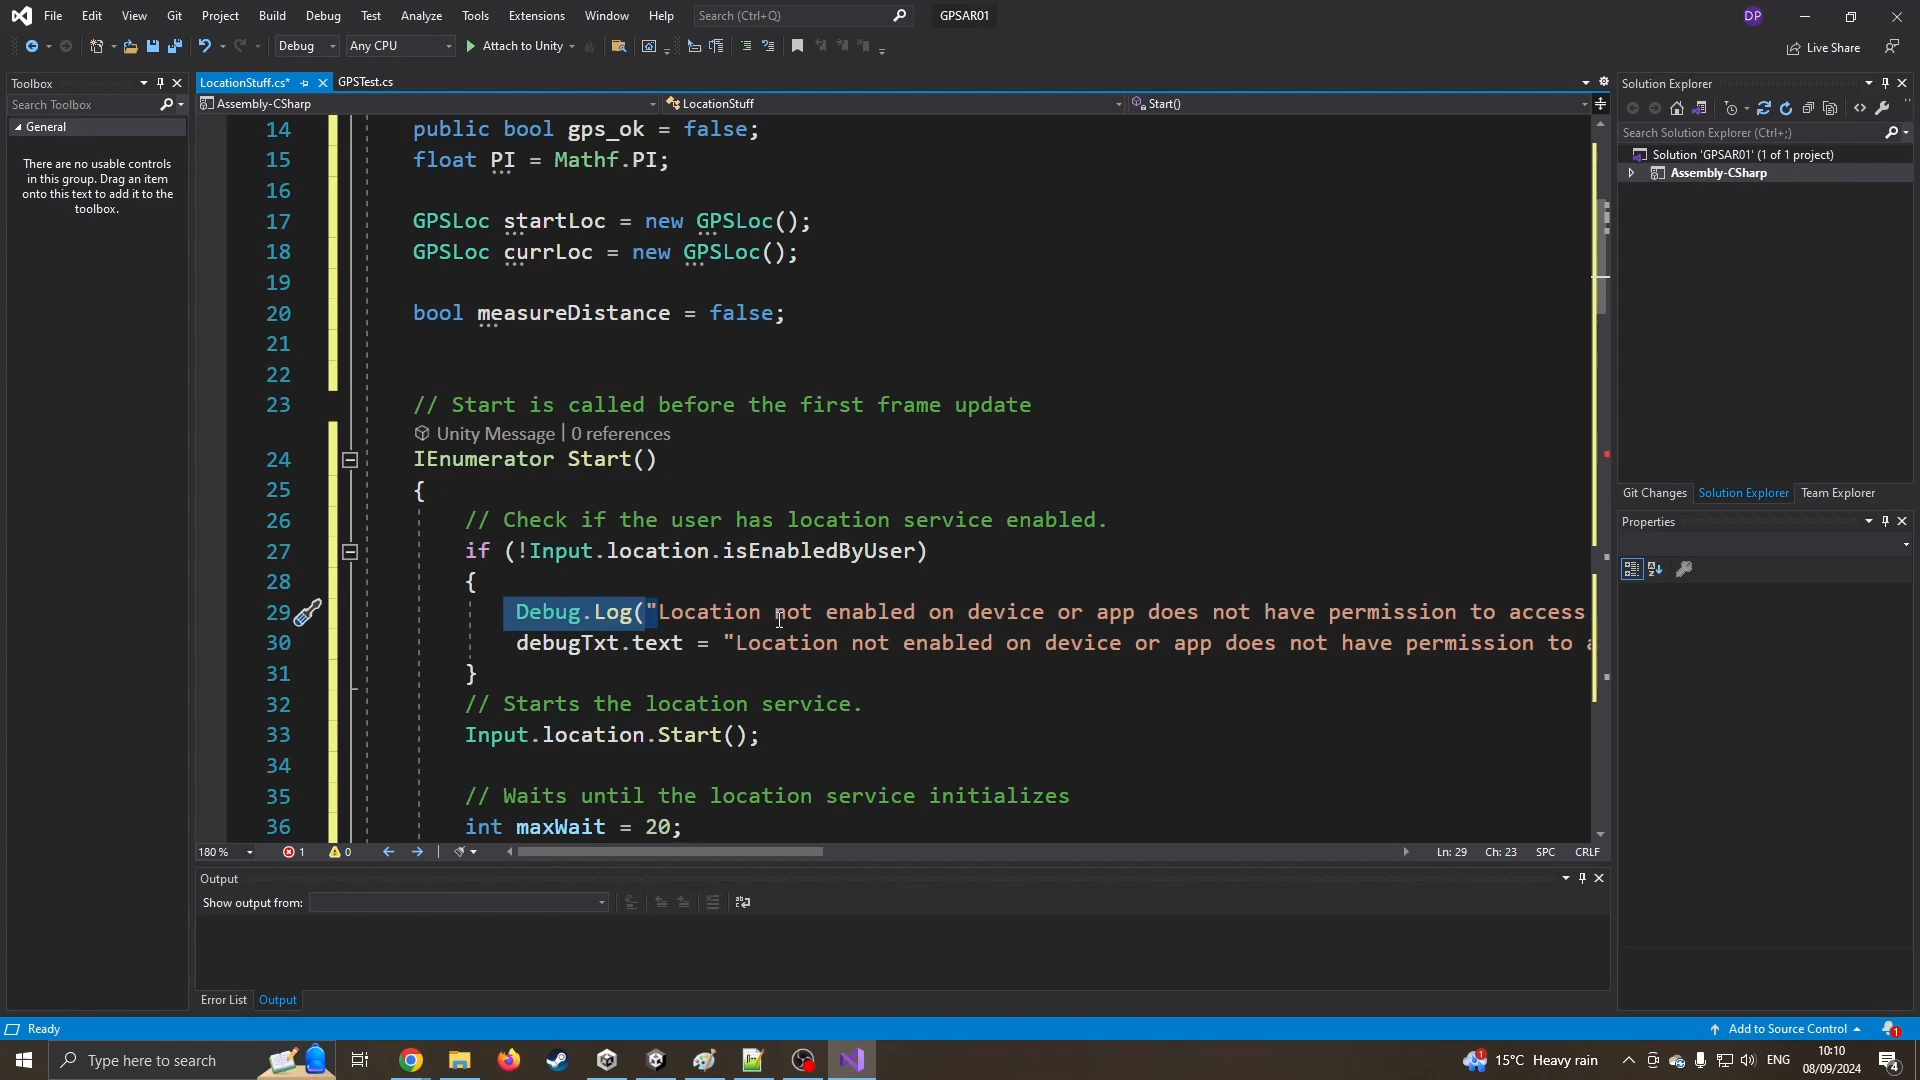 File Edit View Git Project Build Debug Test Analyze Tools Extensions Window Help Search (Ctrl+Q) GPSAR01 DP
Debug Any CPU Attach to Unity Live Share
Toolbox
Search Toolbox
General
There are no usable controls
in this group. Drag an item
onto this text to add it to the
toolbox.
LocationStuff.cs* GPSTest.cs
Assembly-CSharp LocationStuff Start()
14 public bool gps_ok = false;
15 float PI = Mathf.PI;
16
17 GPSLoc startLoc = new GPSLoc();
18 GPSLoc currLoc = new GPSLoc();
19
20 bool measureDistance = false;
21
22
23 // Start is called before the first frame update
Unity Message | 0 references
24 IEnumerator Start()
25 {
26 // Check if the user has location service enabled.
27 if (!Input.location.isEnabledByUser)
28 {
29 Debug.Log("Location not enabled on device or app does not have permission to access
30 debugTxt.text = "Location not enabled on device or app does not have permission to a
31 }
32 // Starts the location service.
33 Input.location.Start();
34
35 // Waits until the location service initializes
36 int maxWait = 20;
180 % 1 0 Ln: 29 Ch: 23 SPC CRLF
Output
Show output from:
Error List Output
Solution Explorer
Search Solution Explorer (Ctrl+;)
Solution 'GPSAR01' (1 of 1 project)
Assembly-CSharp
Git Changes Solution Explorer Team Explorer
Properties
Ready Add to Source Control 1
Type here to search 15°C Heavy rain ENG 10:10
08/09/2024 4